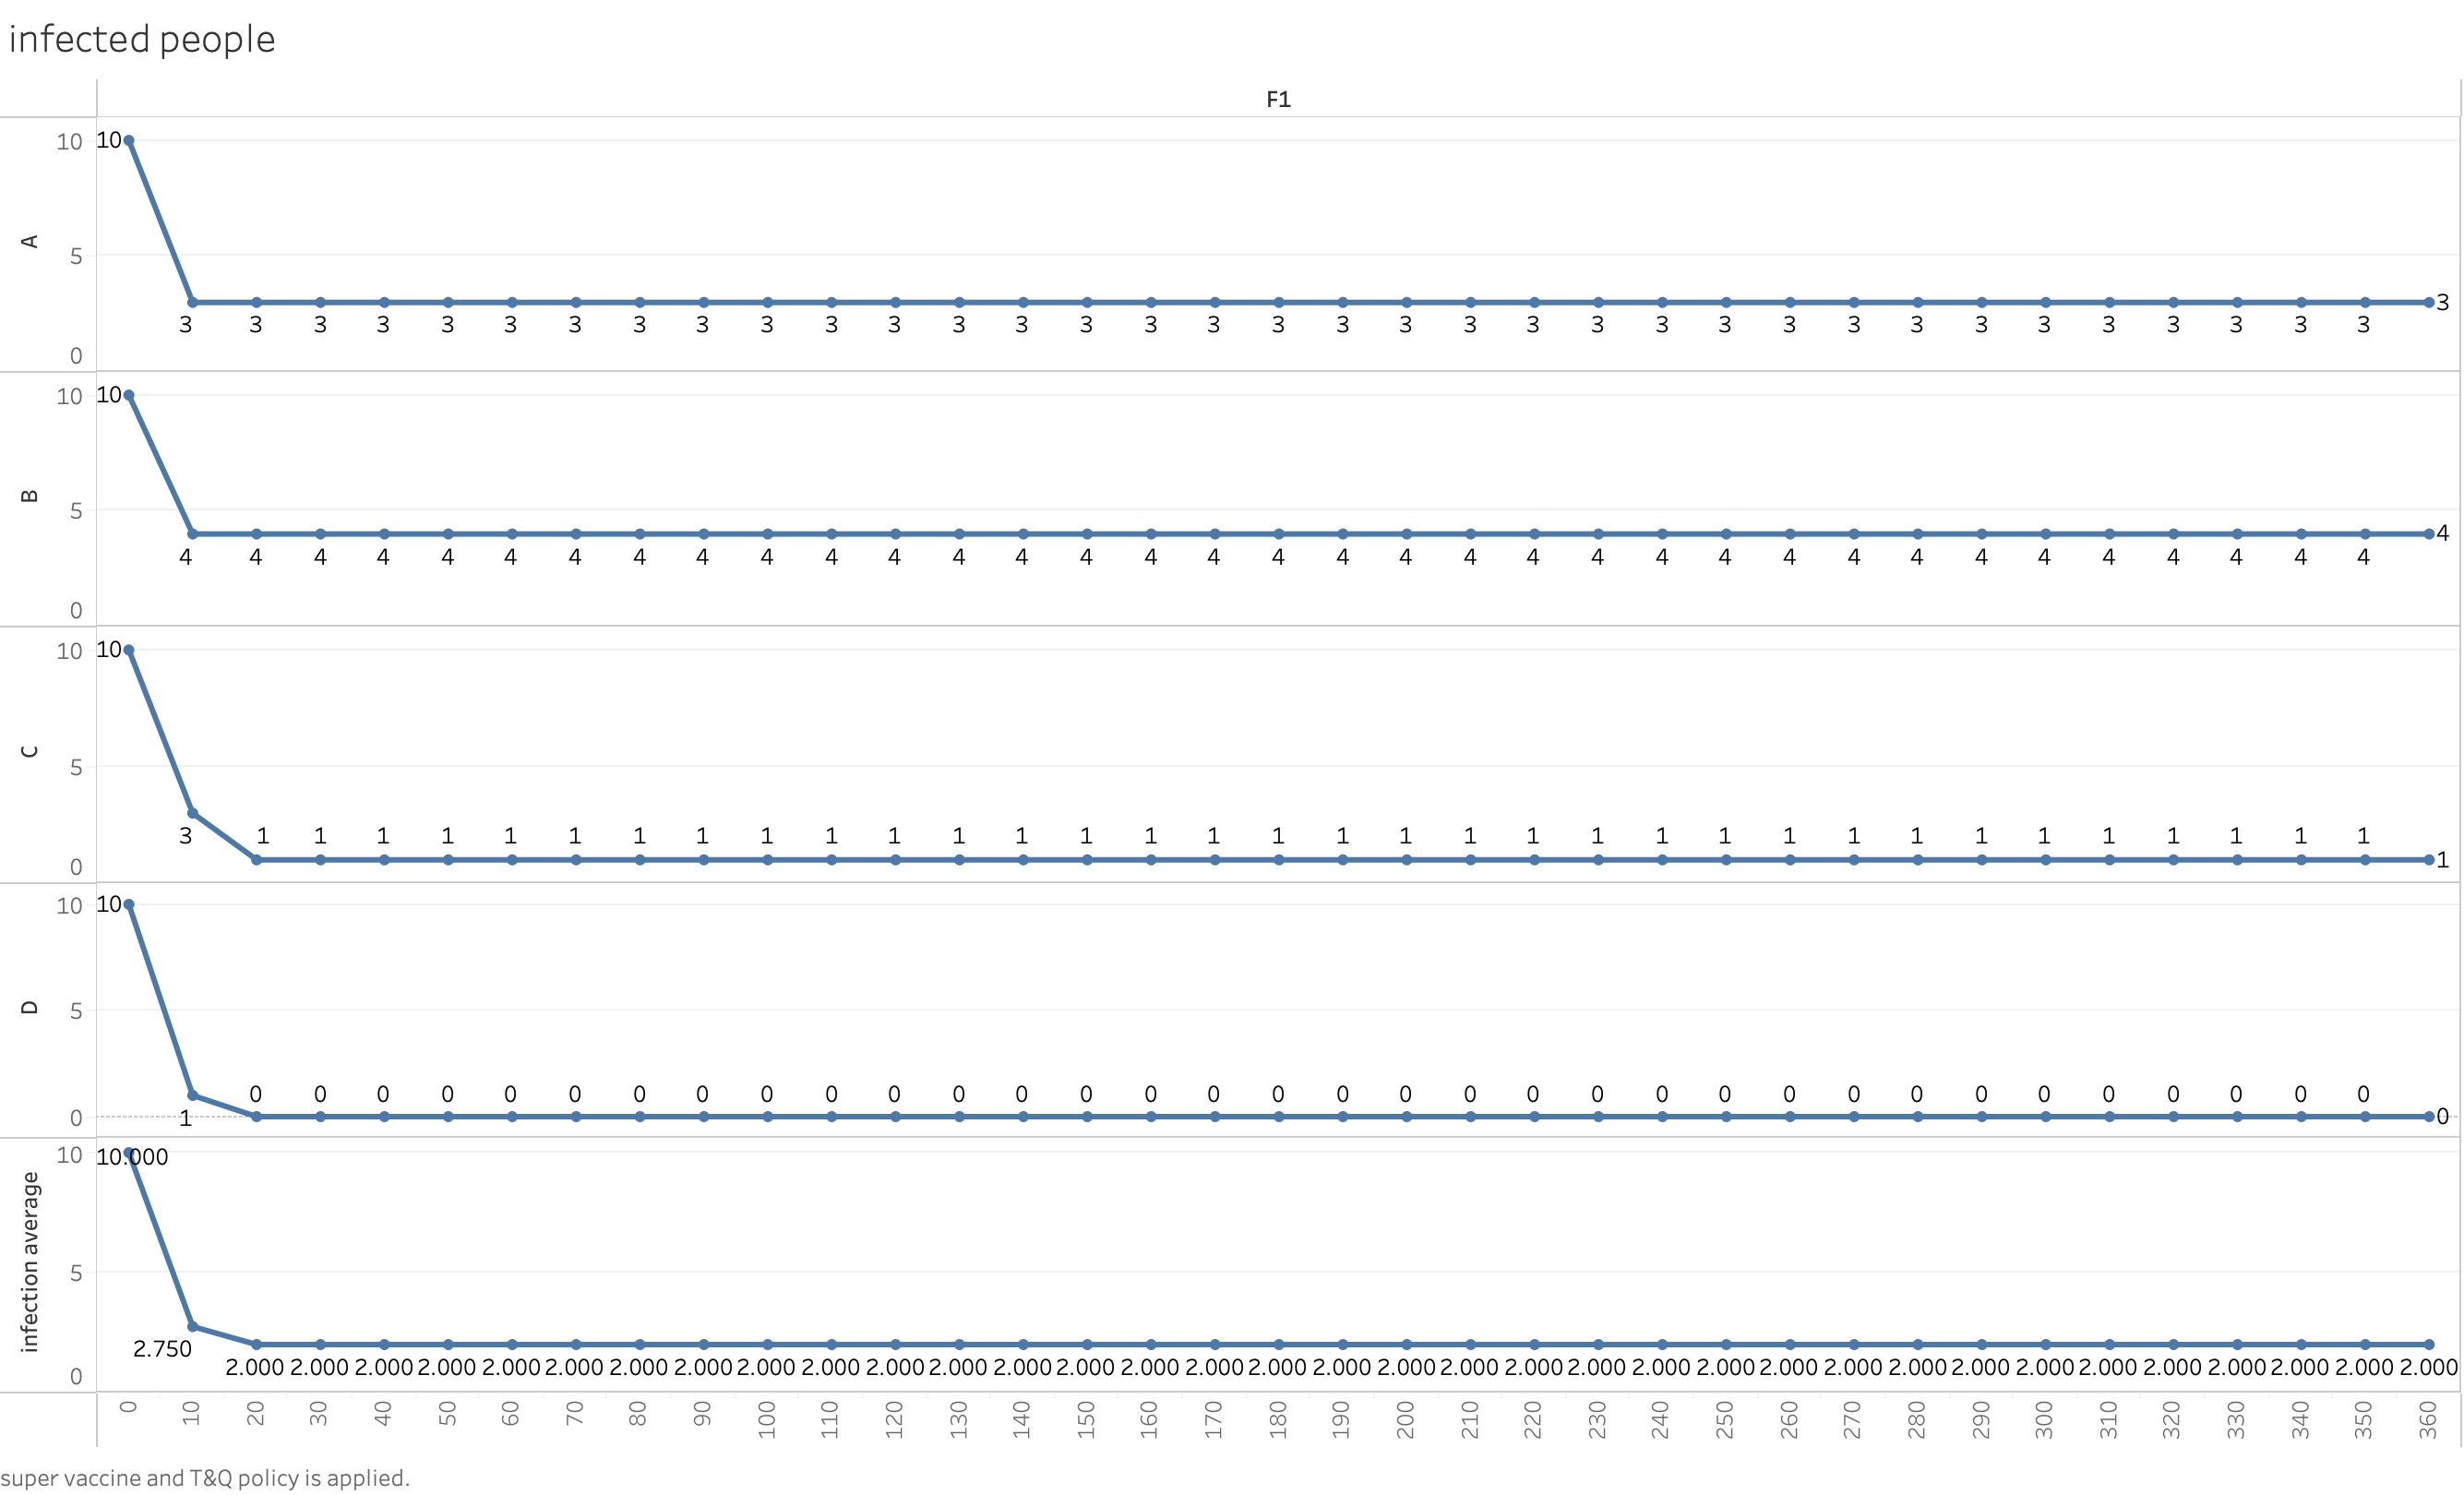 infected people
F1
A
10
5
0
10 3 3 3 3 3 3 3 3 3 3 3 3 3 3 3 3 3 3 3 3 3 3 3 3 3 3 3 3 3 3 3 3 3 3 3 3
B
10
5
0
10 4 4 4 4 4 4 4 4 4 4 4 4 4 4 4 4 4 4 4 4 4 4 4 4 4 4 4 4 4 4 4 4 4 4 4 4
C
10
5
0
10 3 1 1 1 1 1 1 1 1 1 1 1 1 1 1 1 1 1 1 1 1 1 1 1 1 1 1 1 1 1 1 1 1 1 1 1
D
10
5
0
10 1 0 0 0 0 0 0 0 0 0 0 0 0 0 0 0 0 0 0 0 0 0 0 0 0 0 0 0 0 0 0 0 0 0 0 0
infection average
10
5
0
10.000 2.750 2.000 2.000 2.000 2.000 2.000 2.000 2.000 2.000 2.000 2.000 2.000 2.000 2.000 2.000 2.000 2.000 2.000 2.000 2.000 2.000 2.000 2.000 2.000 2.000 2.000 2.000 2.000 2.000 2.000 2.000 2.000 2.000 2.000 2.000 2.000
0 10 20 30 40 50 60 70 80 90 100 110 120 130 140 150 160 170 180 190 200 210 220 230 240 250 260 270 280 290 300 310 320 330 340 350 360
super vaccine and T&Q policy is applied.